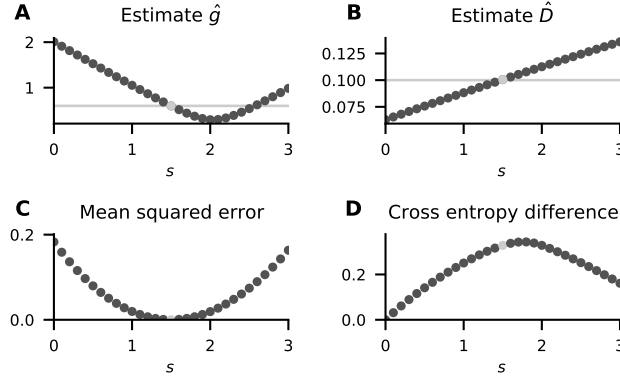 A
Estimate ĝ
2
1
0 1 2 3
s
B
Estimate D̂
0.125
0.100
0.075
0 1 2 3
s
C
Mean squared error
0.2
0.0
0 1 2 3
s
D
Cross entropy difference
0.2
0.0
0 1 2 3
s